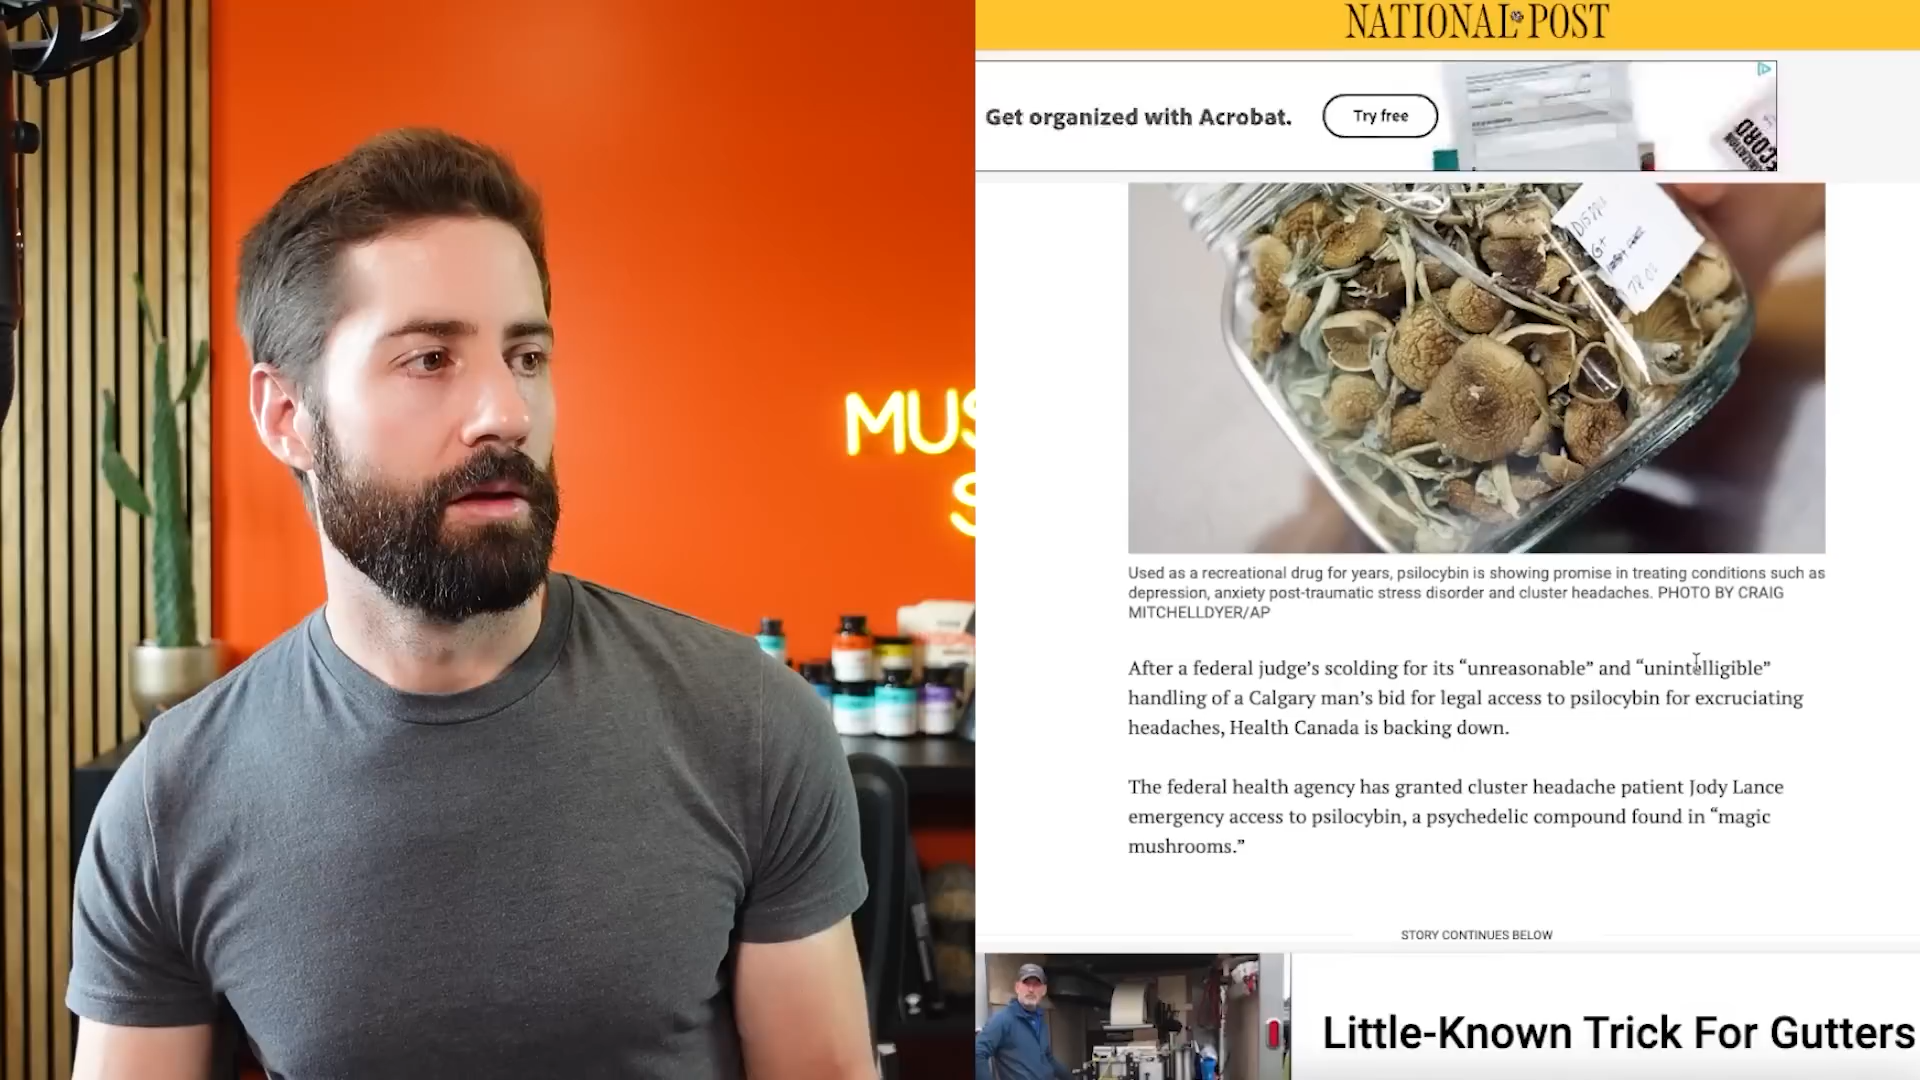 MUS
S
NATIONAL POST
Get organized with Acrobat.
Try free
CORD
Used as a recreational drug for years, psilocybin is showing promise in treating conditions such as
depression, anxiety post-traumatic stress disorder and cluster headaches. PHOTO BY CRAIG
MITCHELLDYER/AP
After a federal judge’s scolding for its “unreasonable” and “unintelligible”
handling of a Calgary man’s bid for legal access to psilocybin for excruciating
headaches, Health Canada is backing down.
The federal health agency has granted cluster headache patient Jody Lance
emergency access to psilocybin, a psychedelic compound found in “magic
mushrooms.”
STORY CONTINUES BELOW
Little-Known Trick For Gutters